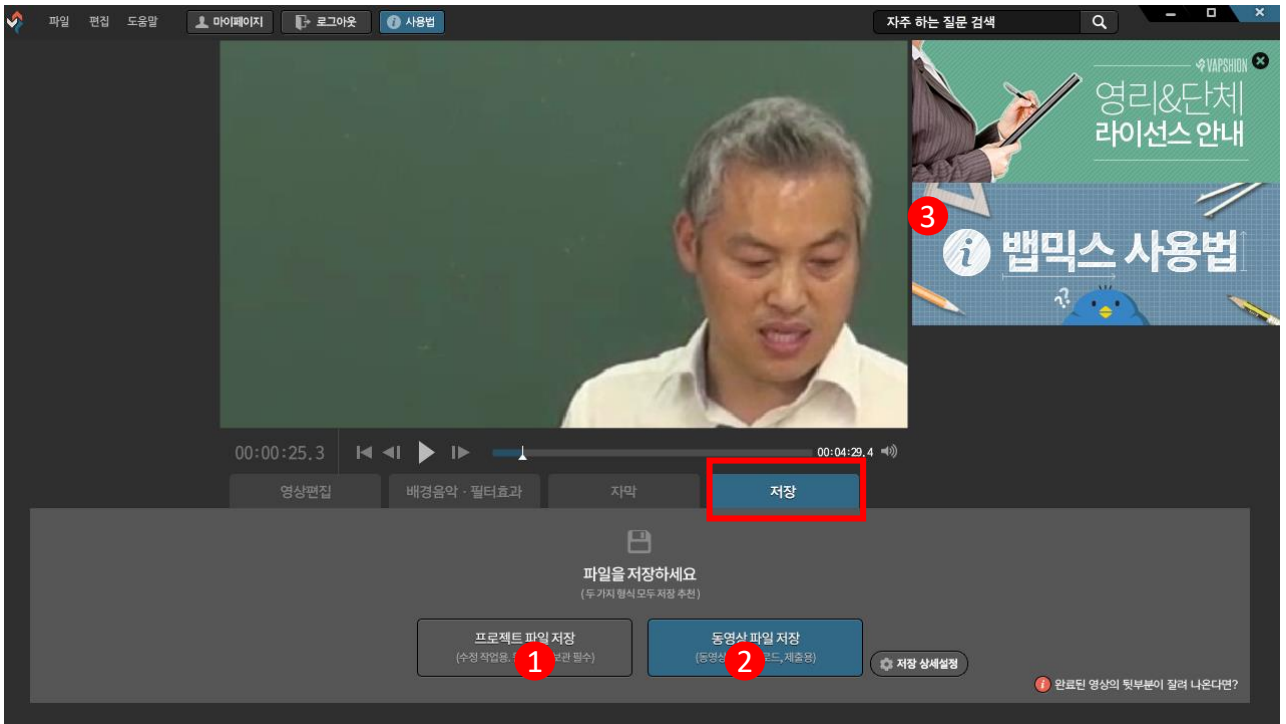 파일 편집 도움말 마이페이지 로그아웃 사용법 자주 하는 질문 검색
VAPSHION
영리&단체
라이선스 안내
3
뱁믹스 사용법
??
00:00:25.3 00:04:29.4
영상편집 배경음악 · 필터효과 자막 저장
파일을 저장하세요
(두 가지 형식 모두 저장 추천)
프로젝트 파일 저장 동영상 파일 저장
(수정 작업용. 보관 필수) (동영상 제출용)
1 2
저장 상세설정
완료된 영상의 뒷부분이 잘려 나온다면?